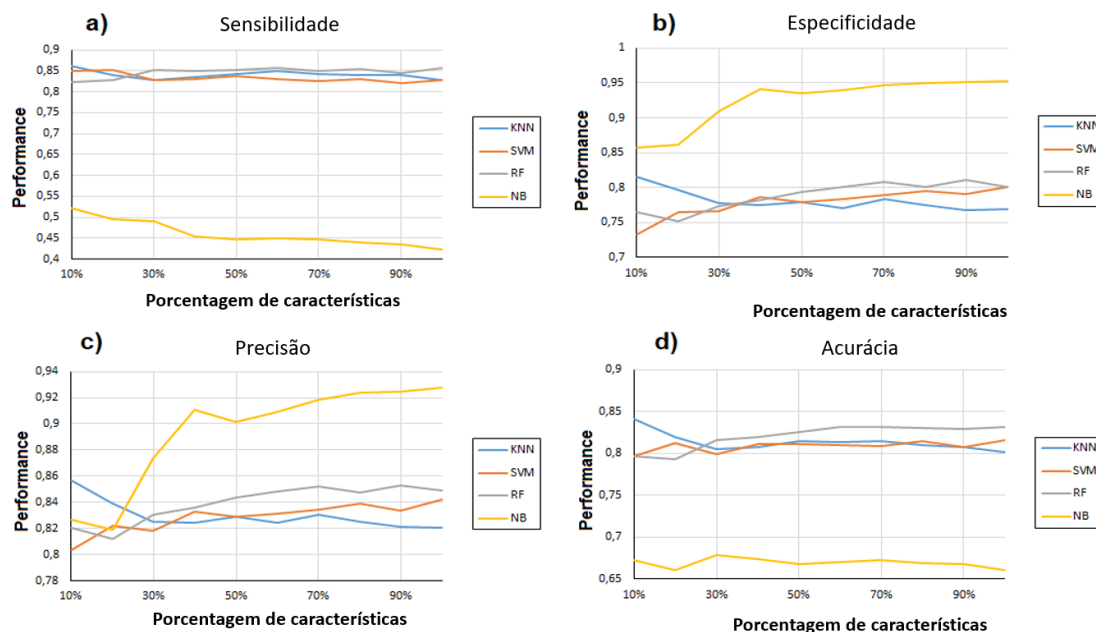 a)
Sensibilidade
0,9
0,85
0,8
0,75
0,7
0,65
0,6
0,55
0,5
0,45
0,4
Performance
10%
30%
50%
70%
90%
Porcentagem de características
KNN
SVM
RF
NB
b)
Especificidade
1
0,95
0,9
0,85
0,8
0,75
0,7
Performance
10%
30%
50%
70%
90%
Porcentagem de características
KNN
SVM
RF
NB
c)
Precisão
0,94
0,92
0,9
0,88
0,86
0,84
0,82
0,8
0,78
Performance
10%
30%
50%
70%
90%
Porcentagem de características
KNN
SVM
RF
NB
d)
Acurácia
0,9
0,85
0,8
0,75
0,7
0,65
Performance
10%
30%
50%
70%
90%
Porcentagem de características
KNN
SVM
RF
NB